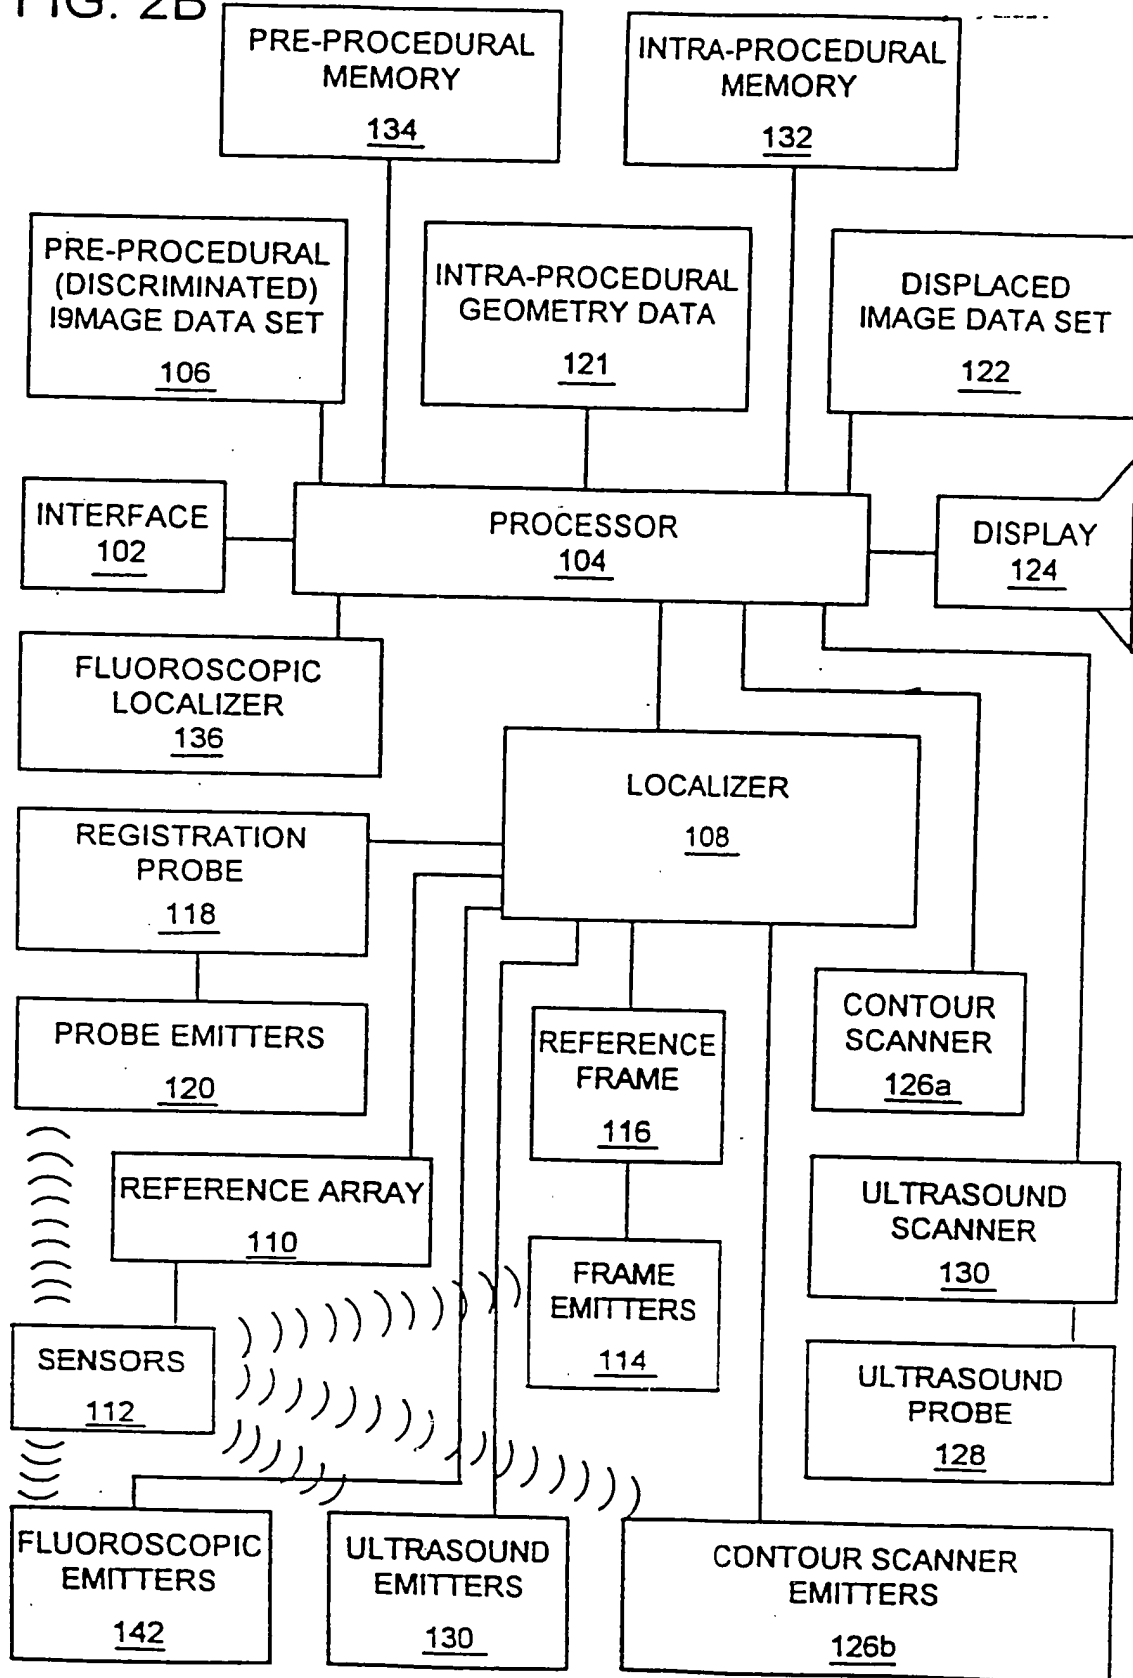 FIG. 2B
PRE-PROCEDURAL
MEMORY
134
INTRA-PROCEDURAL
MEMORY
132
PRE-PROCEDURAL
(DISCRIMINATED)
I9MAGE DATA SET
106
INTRA-PROCEDURAL
GEOMETRY DATA
121
DISPLACED
IMAGE DATA SET
122
INTERFACE
102
PROCESSOR
104
DISPLAY
124
FLUOROSCOPIC
LOCALIZER
136
LOCALIZER
108
REGISTRATION
PROBE
118
PROBE EMITTERS
120
REFERENCE
FRAME
116
CONTOUR
SCANNER
126a
REFERENCE ARRAY
110
ULTRASOUND
SCANNER
130
FRAME
EMITTERS
114
SENSORS
112
ULTRASOUND
PROBE
128
FLUOROSCOPIC
EMITTERS
142
ULTRASOUND
EMITTERS
130
CONTOUR SCANNER
EMITTERS
126b